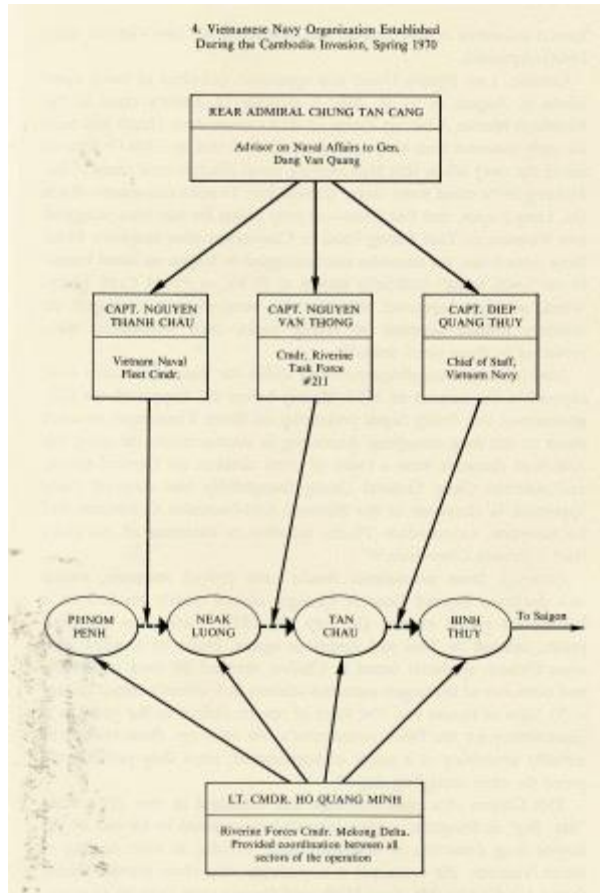 4. Vietnamese Navy Organization Established
During the Cambodia Invasion, Spring 1970
REAR ADMIRAL CHUNG TAN CANG
Advisor on Naval Affairs to Gen.
Dang Van Quang
CAPT. NGUYEN
THANH CHAU
Vietnam Naval
Fleet Cmdr.
CAPT. NGUYEN
VAN THONG
Cmdr. Riverine
Task Force
#211
CAPT. DIEP
QUANG THUY
Chief of Staff,
Vietnam Navy
PHNOM
PENH
NEAK
LUONG
TAN
CHAU
BINH
THUY
To Saigon
LT. CMDR. HO QUANG MINH
Riverine Forces Cmdr. Mekong Delta.
Provided coordination between all
sectors of the operation